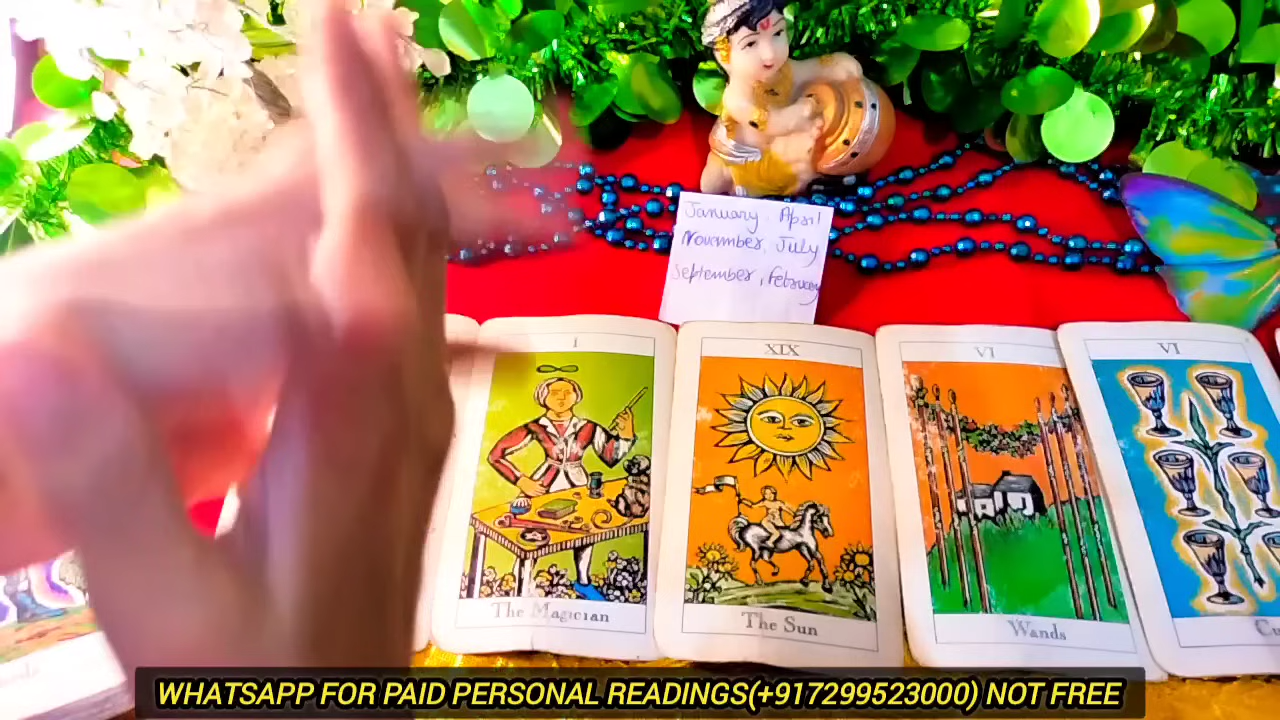 January, April
November, July
September, February
I
XIX
VI
VI
The Magician
The Sun
Wands
WHATSAPP FOR PAID PERSONAL READINGS(+917299523000) NOT FREE